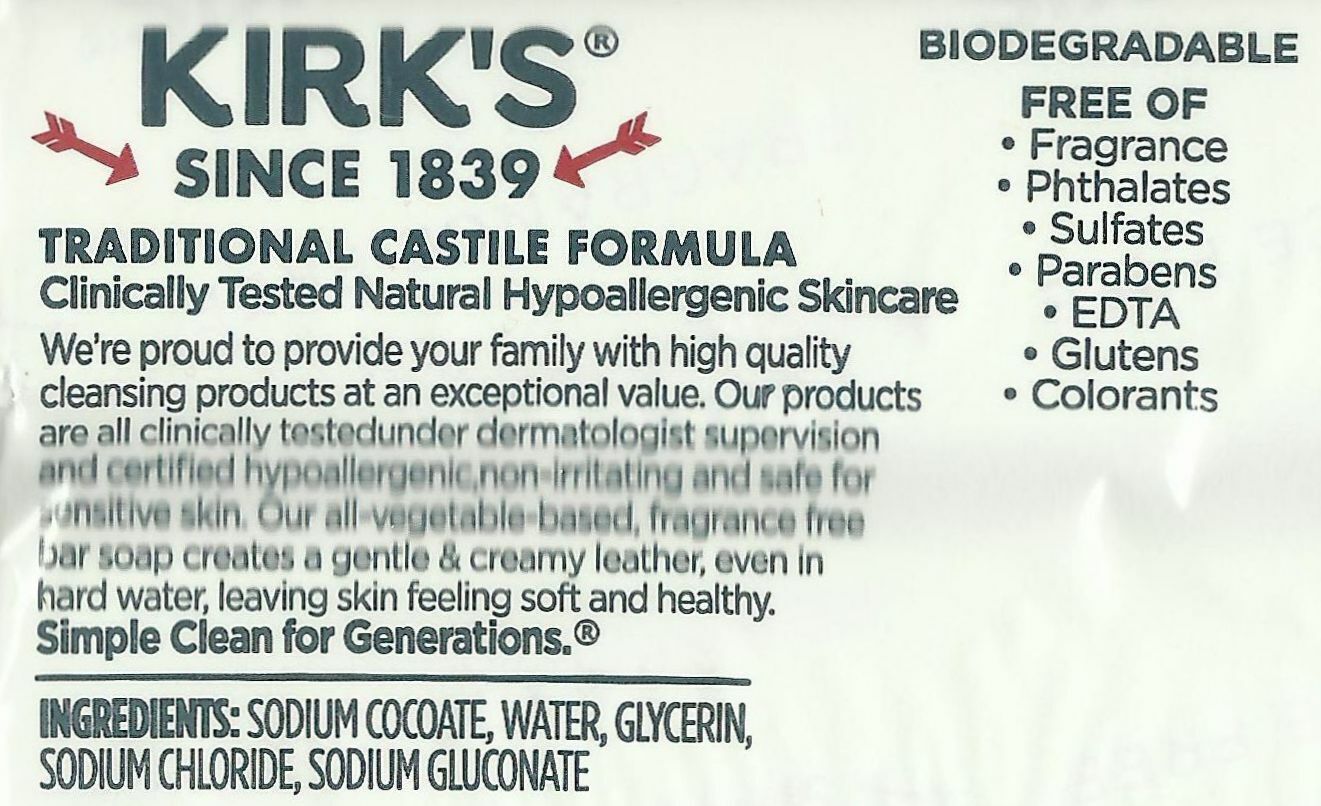 KIRK'S®
SINCE 1839
TRADITIONAL CASTILE FORMULA
Clinically Tested Natural Hypoallergenic Skincare
We're proud to provide your family with high quality
cleansing products at an exceptional value. Our products
are all clinically testedunder dermatologist supervision
and certified hypoallergenic,non-irritating and safe for
sensitive skin. Our all-vegetable-based, fragrance free
bar soap creates a gentle & creamy leather, even in
hard water, leaving skin feeling soft and healthy.
Simple Clean for Generations.®
INGREDIENTS: SODIUM COCOATE, WATER, GLYCERIN,
SODIUM CHLORIDE, SODIUM GLUCONATE
BIODEGRADABLE
FREE OF
• Fragrance
• Phthalates
• Sulfates
• Parabens
• EDTA
• Glutens
• Colorants